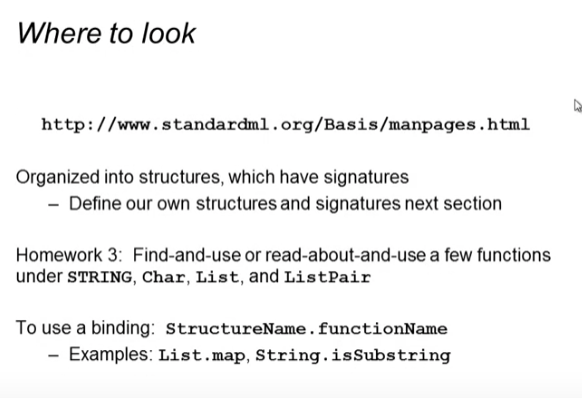 Where to look
http://www.standardml.org/Basis/manpages.html
Organized into structures, which have signatures
– Define our own structures and signatures next section
Homework 3: Find-and-use or read-about-and-use a few functions
under STRING, Char, List, and ListPair
To use a binding: StructureName.functionName
– Examples: List.map, String.isSubstring